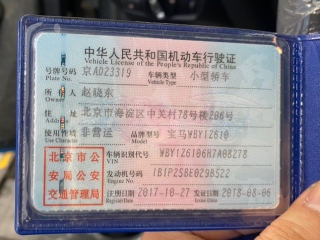 中华人民共和国机动车行驶证
Vehicle License of the People's Republic of China
号牌号码 京AD23319 车辆类型 小型轿车
Plate No. Vehicle Type
所有人 赵晓东
Owner
住址 北京市海淀区中关村78号楼206号
Address
使用性质 非营运 品牌型号 宝马WBY1Z610
Use Character Model
北京市公 车辆识别代号 WBY1Z6106H7A08278
VIN
安局公安 发动机号码 IB1P25BE0298522
Engine No.
交通管理局 注册日期 2017-10-27 发证日期 2018-08-06
Register Date Issue Date